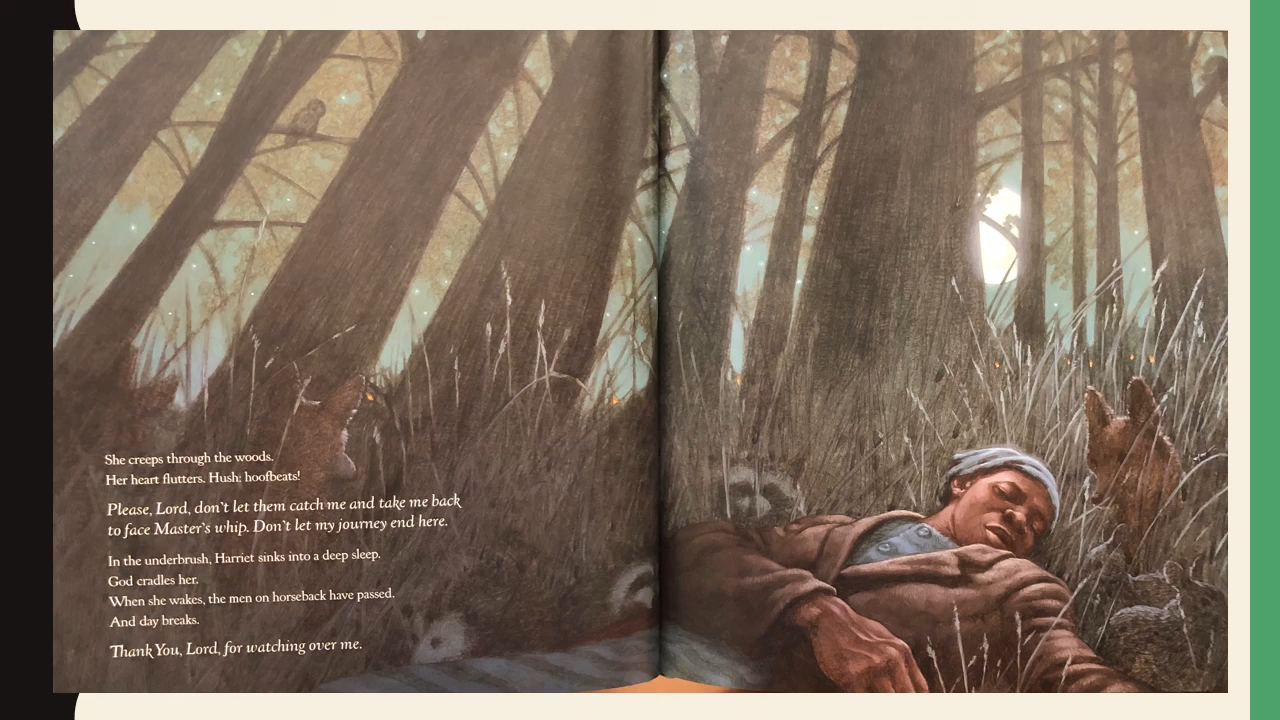 She creeps through the woods.
Her heart flutters. Hush: hoofbeats!
Please, Lord, don't let them catch me and take me back
to face Master's whip. Don't let my journey end here.
In the underbrush, Harriet sinks into a deep sleep.
God cradles her.
When she wakes, the men on horseback have passed.
And day breaks.
Thank You, Lord, for watching over me.